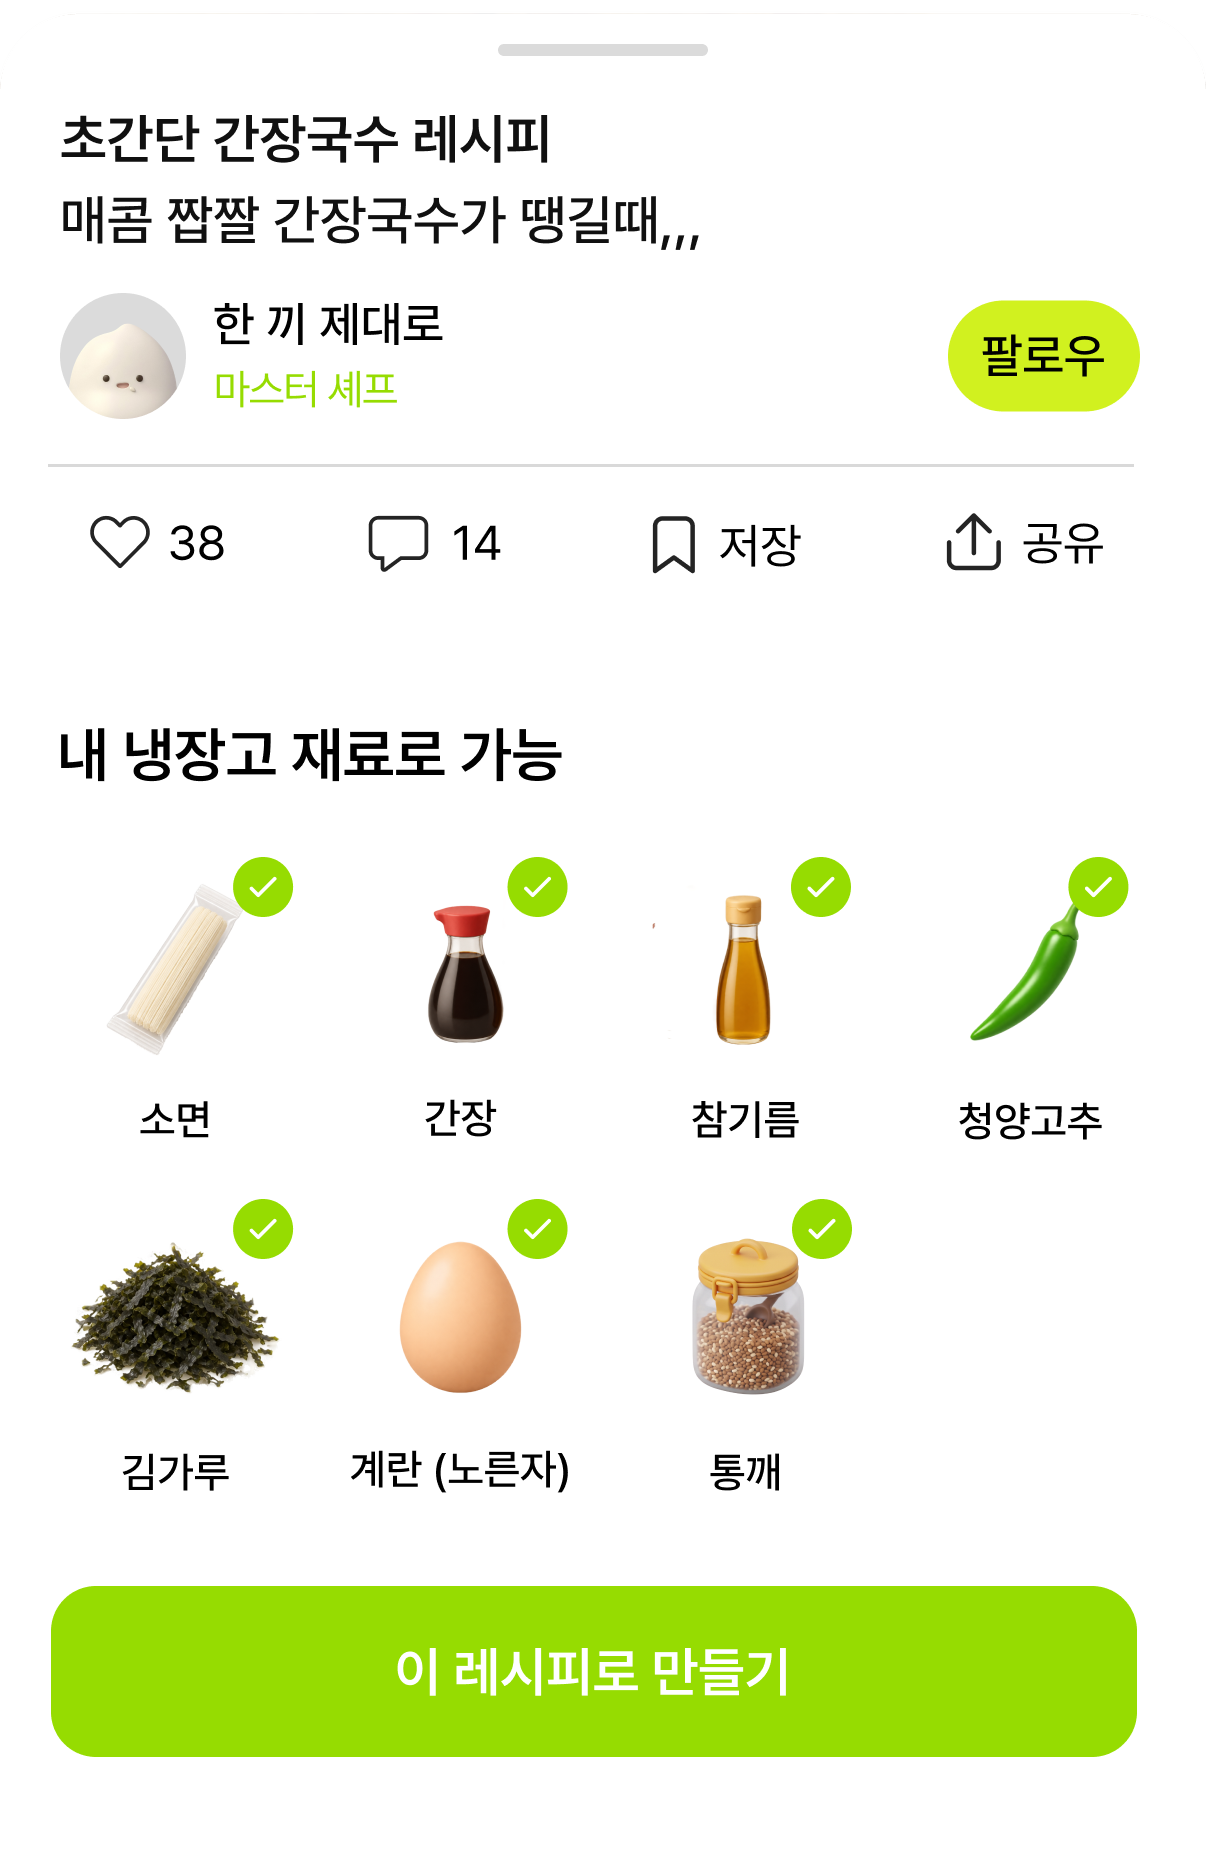 초간단 간장국수 레시피
매콤 짭짤 간장국수가 땡길때,,,
한 끼 제대로
마스터 셰프
팔로우
38
14
저장
공유
내 냉장고 재료로 가능
소면
간장
참기름
청양고추
김가루
계란 (노른자)
통깨
이 레시피로 만들기